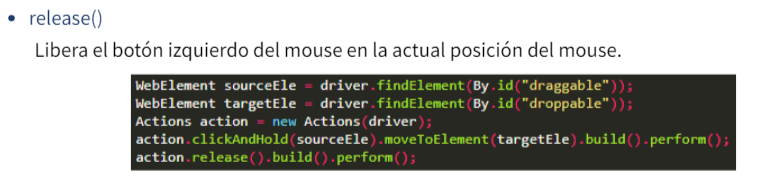 • release()
Libera el botón izquierdo del mouse en la actual posición del mouse.
WebElement sourceEle = driver.findElement(By.id("draggable"));
WebElement targetEle = driver.findElement(By.id("droppable"));
Actions action = new Actions(driver);
action.clickAndHold(sourceEle).moveToElement(targetEle).build().perform();
action.release().build().perform();